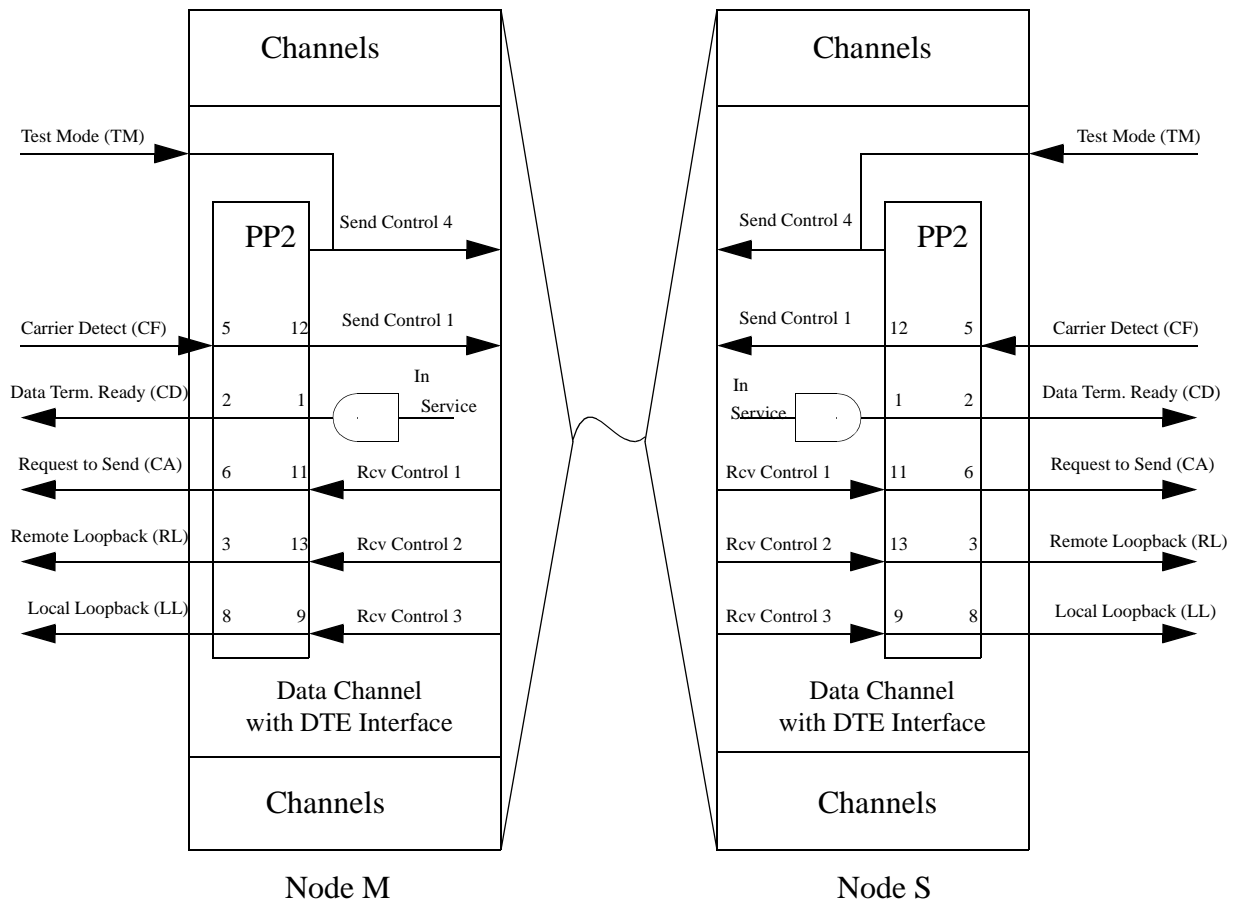 Channels
Channels
Test Mode (TM)
Test Mode (TM)
Send Control 4
Send Control 4
PP2
PP2
Carrier Detect (CF)
5
12
Send Control 1
Send Control 1
12
5
Carrier Detect (CF)
Data Term. Ready (CD)
2
1
In
Service
In
Service
1
2
Data Term. Ready (CD)
Request to Send (CA)
6
11
Rcv Control 1
Rcv Control 1
11
6
Request to Send (CA)
Remote Loopback (RL)
3
13
Rcv Control 2
Rcv Control 2
13
3
Remote Loopback (RL)
Local Loopback (LL)
8
9
Rcv Control 3
Rcv Control 3
9
8
Local Loopback (LL)
Data Channel
with DTE Interface
Data Channel
with DTE Interface
Channels
Channels
Node M
Node S